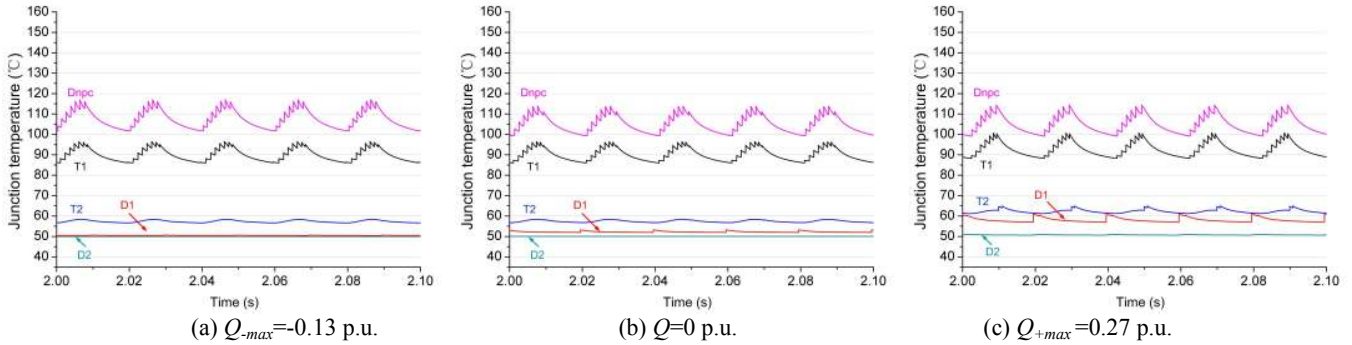 160
150
140
130
120
110
100
90
80
70
60
50
40
Junction temperature (℃)
Dnpc
T1
T2
D1
D2
2.00
2.02
2.04
2.06
2.08
2.10
Time (s)
(a) Q-max=-0.13 p.u.
160
150
140
130
120
110
100
90
80
70
60
50
40
Junction temperature (℃)
Dnpc
T1
T2
D1
D2
2.00
2.02
2.04
2.06
2.08
2.10
Time (s)
(b) Q=0 p.u.
160
150
140
130
120
110
100
90
80
70
60
50
40
Junction temperature (℃)
Dnpc
T1
T2
D1
D2
2.00
2.02
2.04
2.06
2.08
2.10
Time (s)
(c) Q+max=0.27 p.u.